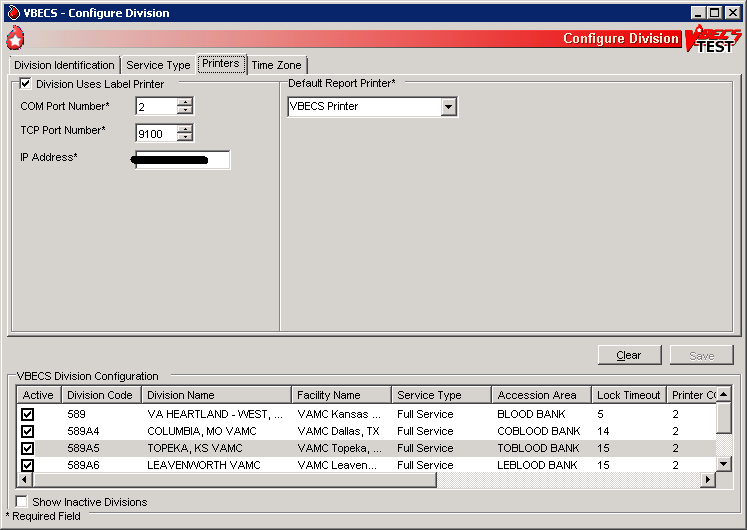 VBECS - Configure Division
Configure Division
VBECS
TEST
Division Identification Service Type Printers Time Zone
Division Uses Label Printer
COM Port Number* 2
TCP Port Number* 9100
IP Address*
Default Report Printer*
VBECS Printer
Clear Save
VBECS Division Configuration
Active Division Code Division Name Facility Name Service Type Accession Area Lock Timeout Printer CO
589 VA HEARTLAND - WEST, ... VAMC Kansas ... Full Service BLOOD BANK 5 2
589A4 COLUMBIA, MO VAMC VAMC Dallas, TX Full Service COBLOOD BANK 14 2
589A5 TOPEKA, KS VAMC VAMC Topeka, ... Full Service TOBLOOD BANK 15 2
589A6 LEAVENWORTH VAMC VAMC Leaven... Full Service LEBLOOD BANK 15 2
Show Inactive Divisions
* Required Field